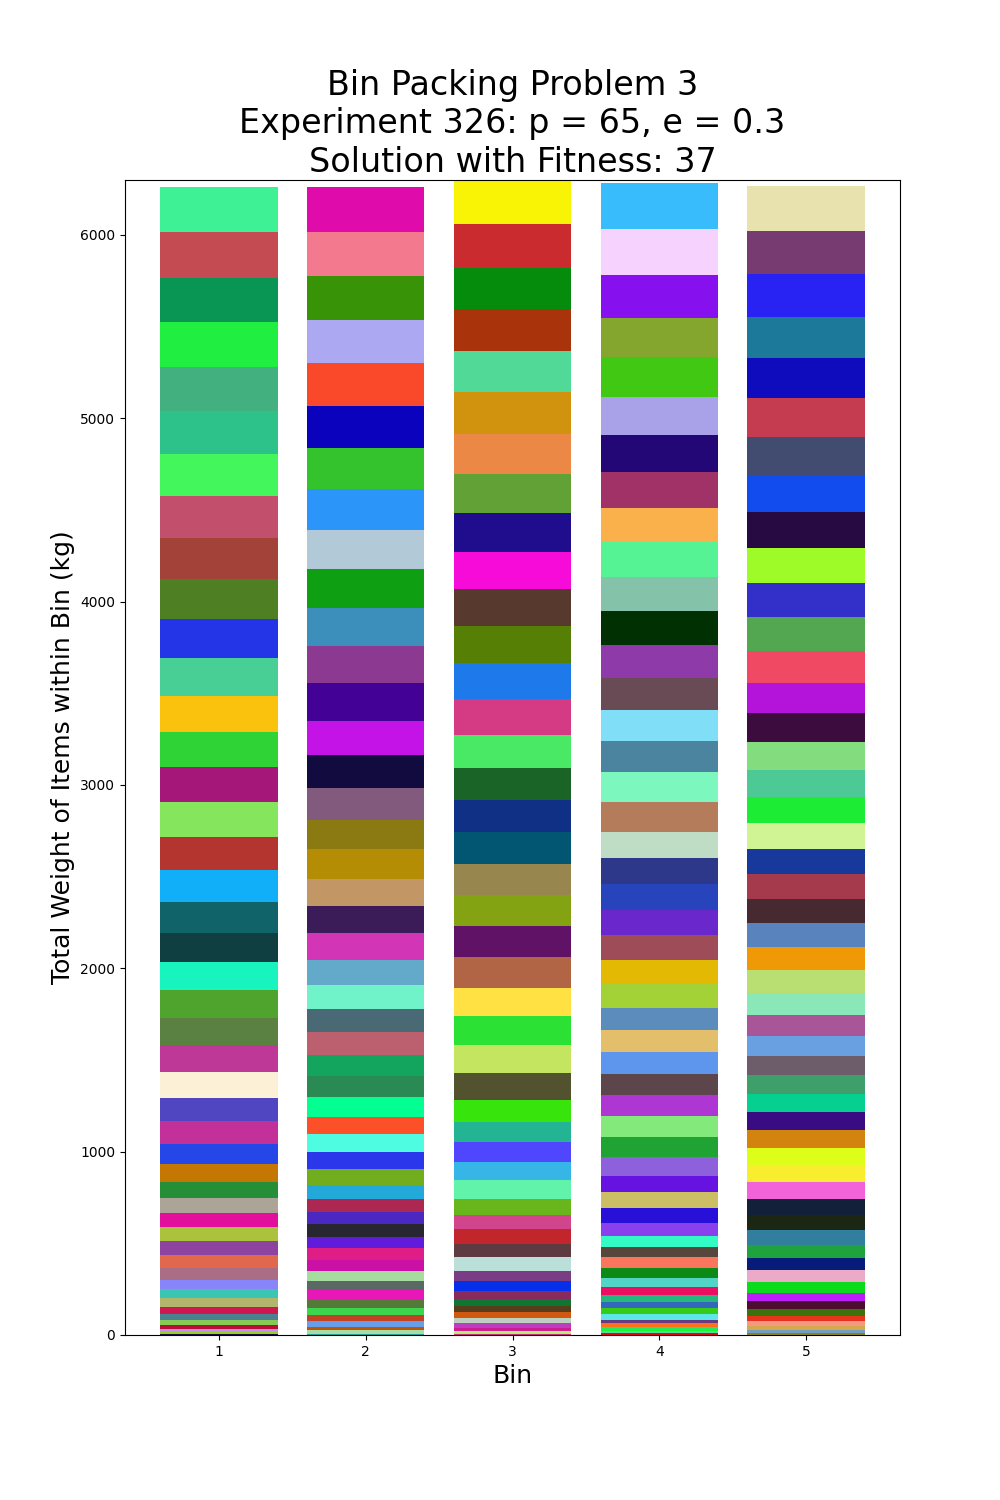 Bin Packing Problem 3
Experiment 326: p = 65, e = 0.3
Solution with Fitness: 37
Total Weight of Items within Bin (kg)
6000
5000
4000
3000
2000
1000
0
1 2 3 4 5
Bin